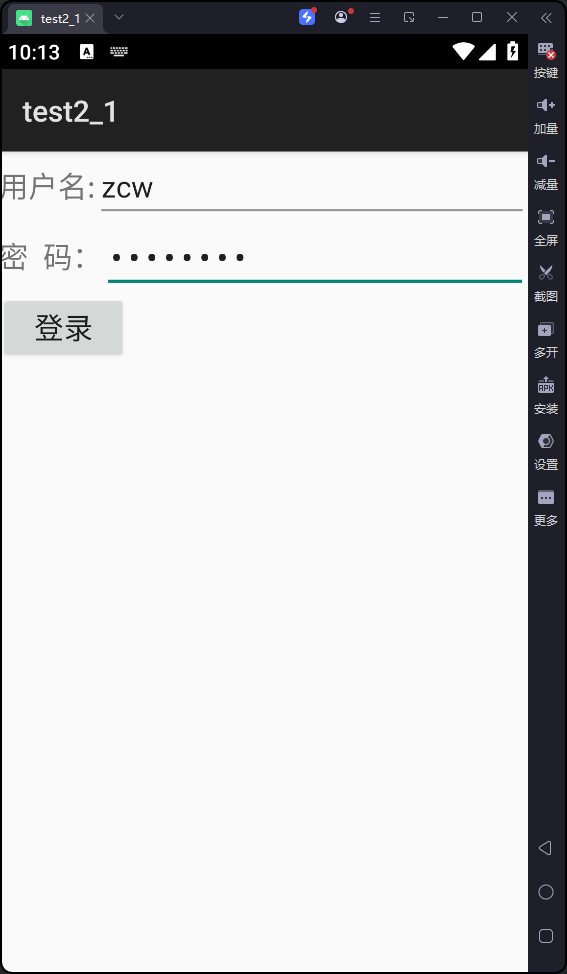 test2_1
10:13
A
test2_1
用户名: zcw
密 码： ••••••••
登录
按键
加量
减量
全屏
截图
多开
APK
安装
设置
更多